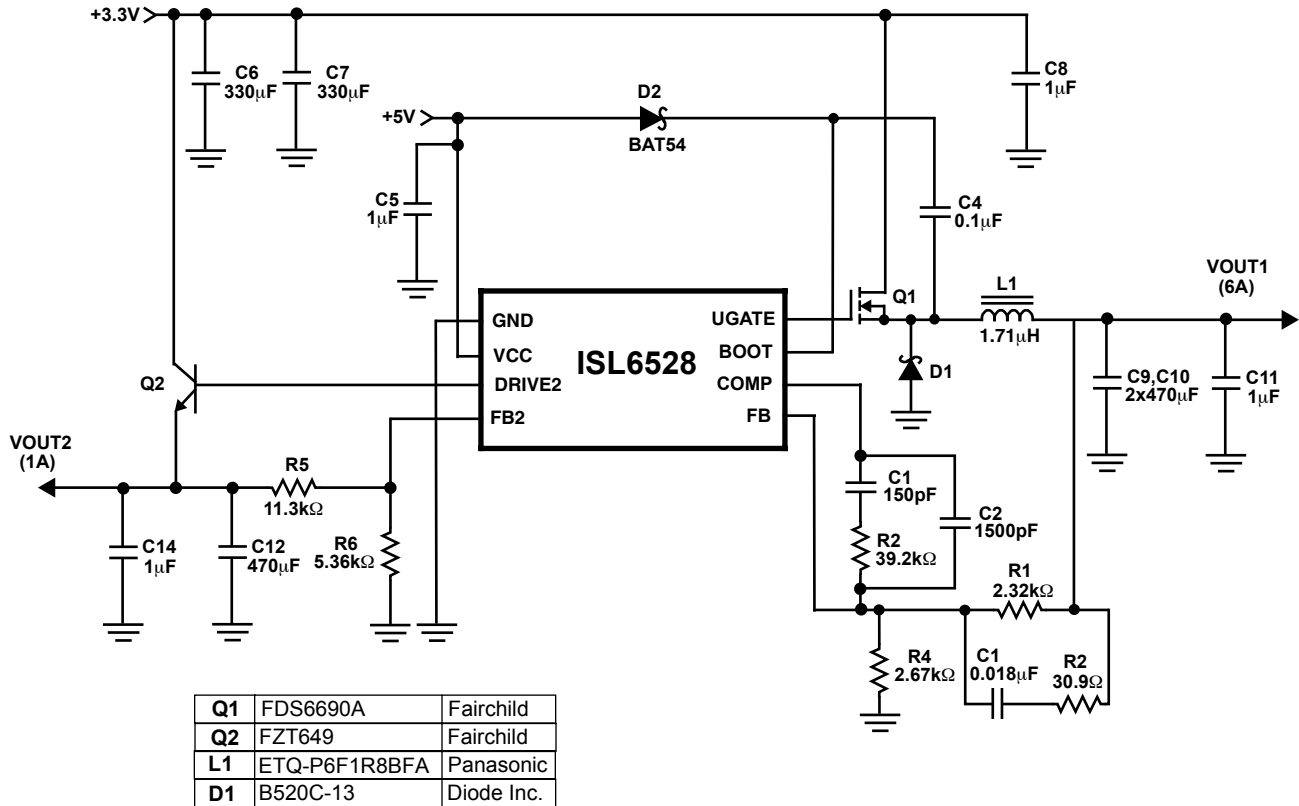 +3.3V
C6
330μF
C7
330μF
C8
1μF
+5V
D2
BAT54
C5
1μF
C4
0.1μF
GND
VCC
DRIVE2
FB2
ISL6528
UGATE
BOOT
COMP
FB
Q1
L1
1.71μH
VOUT1
(6A)
D1
C9,C10
2x470μF
C11
1μF
Q2
VOUT2
(1A)
R5
11.3kΩ
C14
1μF
C12
470μF
R6
5.36kΩ
C1
150pF
C2
1500pF
R2
39.2kΩ
R1
2.32kΩ
R4
2.67kΩ
C1
0.018μF
R2
30.9Ω
Q1 FDS6690A Fairchild
Q2 FZT649 Fairchild
L1 ETQ-P6F1R8BFA Panasonic
D1 B520C-13 Diode Inc.